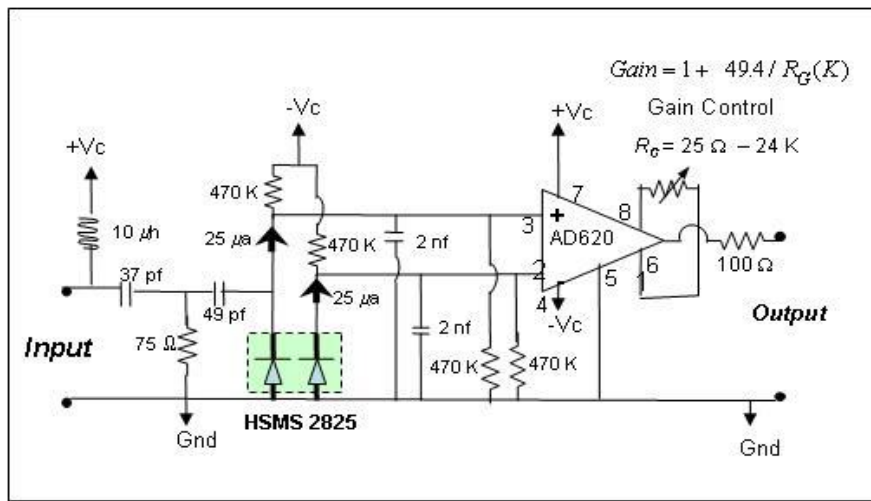 Gain = 1 + 49.4 / R_G(K)
Gain Control
R_G = 25 Ω − 24 K
-Vc
+Vc
+Vc
470 K
10 µh
25 µa
470 K
2 nf
3
+
7
AD620
8
6
1
100 Ω
37 pf
49 pf
25 µa
2
4
-Vc
5
Input
75 Ω
2 nf
470 K
470 K
Output
Gnd
HSMS 2825
Gnd